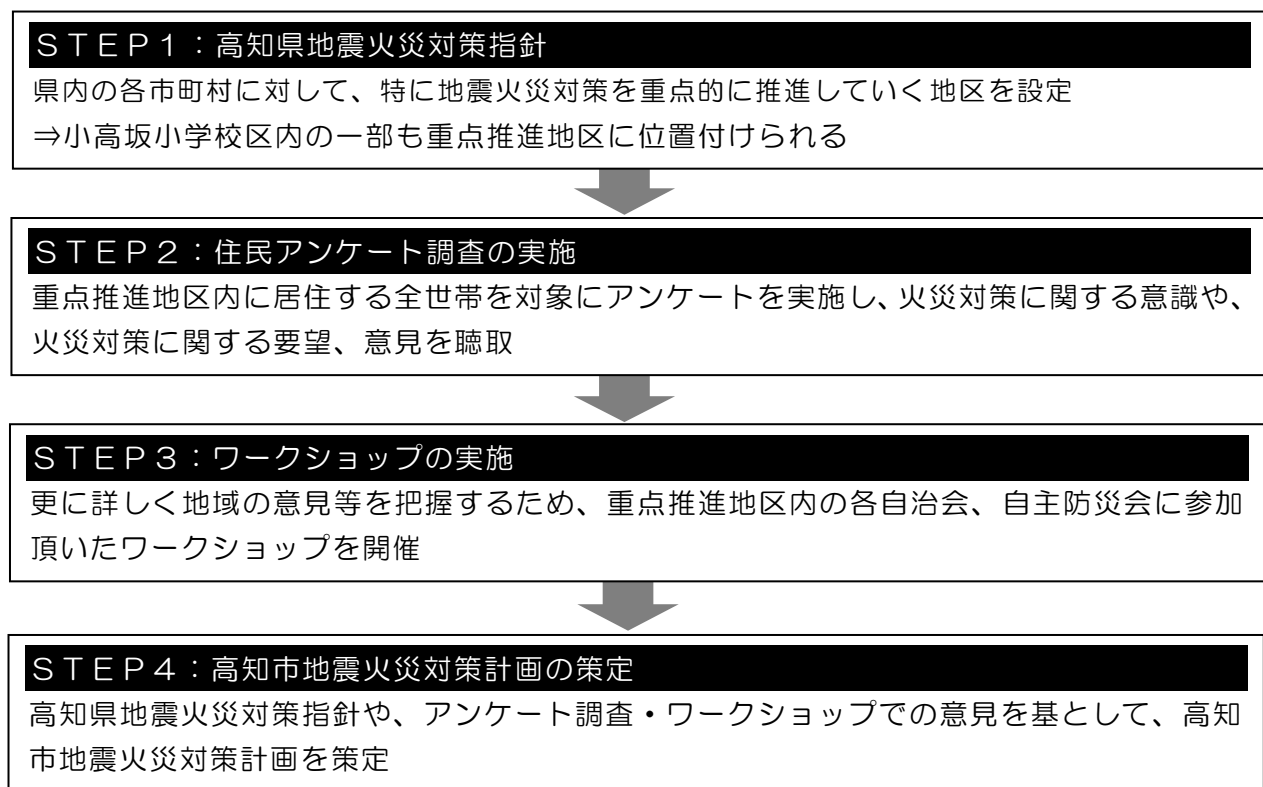 ＳＴＥＰ１：高知県地震火災対策指針
県内の各市町村に対して、特に地震火災対策を重点的に推進していく地区を設定
⇒小高坂小学校区内の一部も重点推進地区に位置付けられる
ＳＴＥＰ２：住民アンケート調査の実施
重点推進地区内に居住する全世帯を対象にアンケートを実施し、火災対策に関する意識や、
火災対策に関する要望、意見を聴取
ＳＴＥＰ３：ワークショップの実施
更に詳しく地域の意見等を把握するため、重点推進地区内の各自治会、自主防災会に参加
頂いたワークショップを開催
ＳＴＥＰ４：高知市地震火災対策計画の策定
高知県地震火災対策指針や、アンケート調査・ワークショップでの意見を基として、高知
市地震火災対策計画を策定